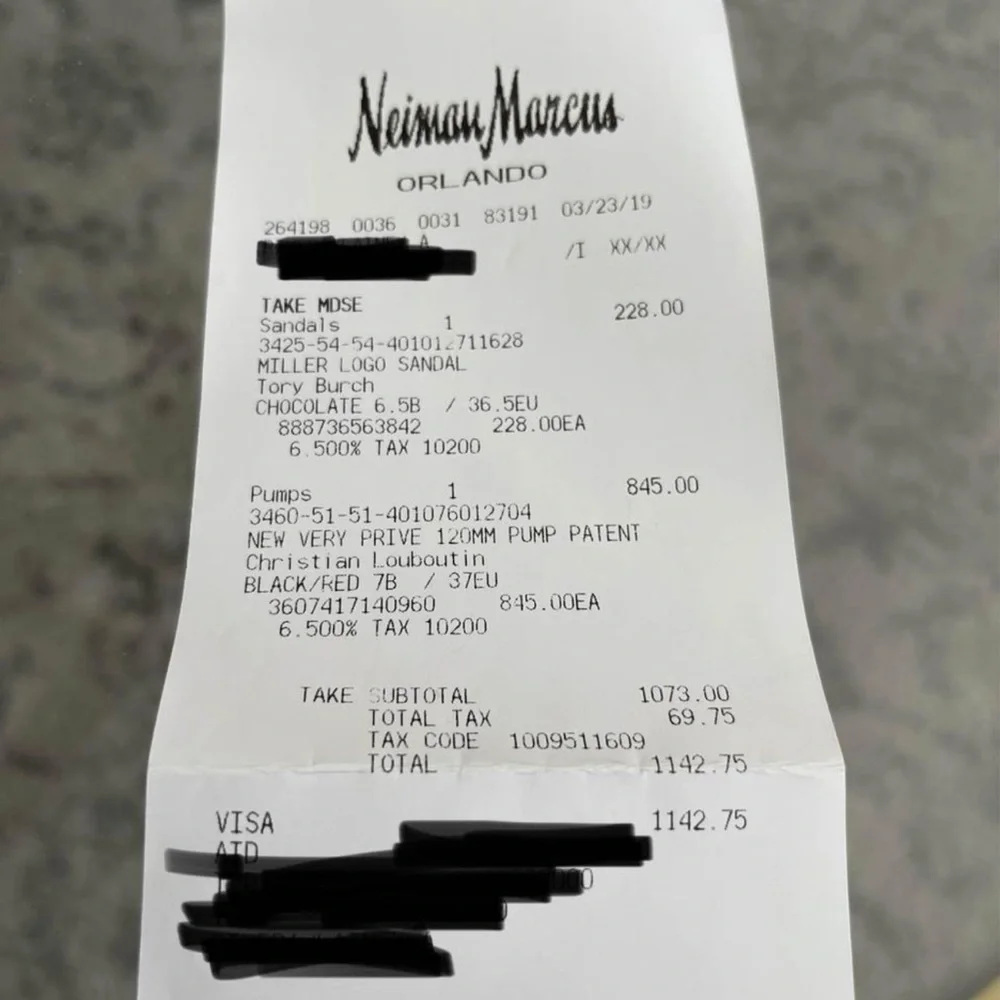 Neiman Marcus
ORLANDO
264198 0036 0031 83191 03/23/19
A /I XX/XX
TAKE MDSE
Sandals 1 228.00
3425-54-54-401012711628
MILLER LOGO SANDAL
Tory Burch
CHOCOLATE 6.5B / 36.5EU
888736563842 228.00EA
6.500% TAX 10200
Pumps 1 845.00
3460-51-51-401076012704
NEW VERY PRIVE 120MM PUMP PATENT
Christian Louboutin
BLACK/RED 7B / 37EU
3607417140960 845.00EA
6.500% TAX 10200
TAKE SUBTOTAL 1073.00
TOTAL TAX 69.75
TAX CODE 1009511609
TOTAL 1142.75
VISA 1142.75
AID